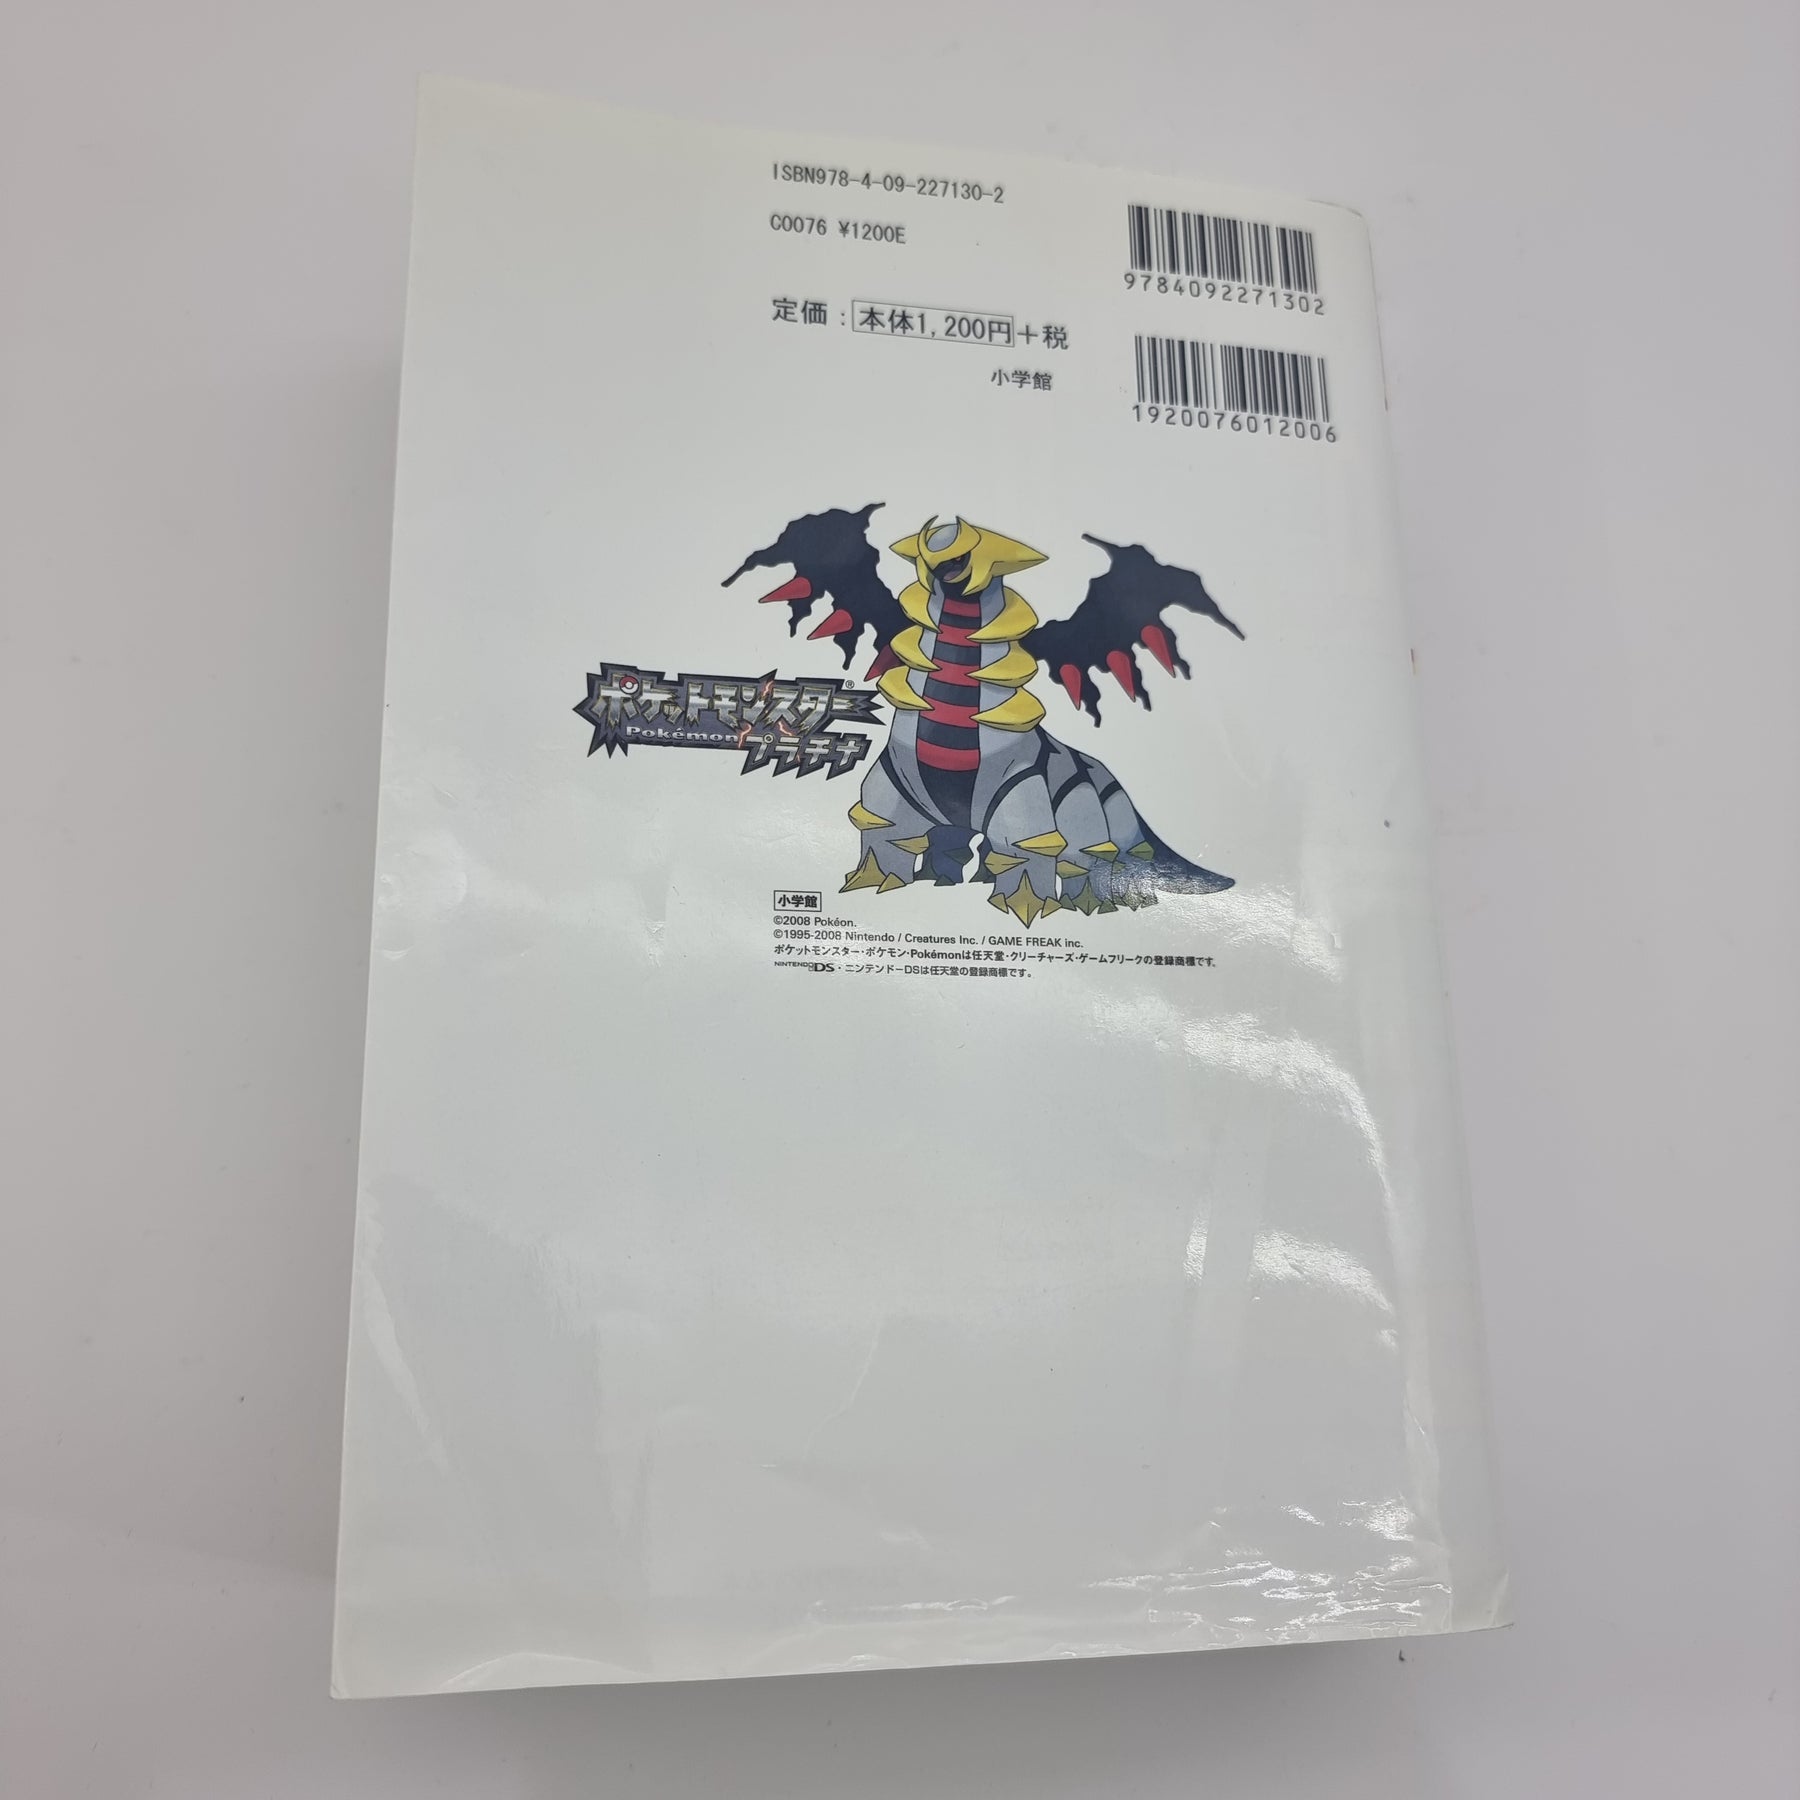 ISBN978-4-09-227130-2
C0076 ¥1200E
定価：本体1,200円＋税
小学館
9784092271302
1920076012006
ポケットモンスター®
Pokémon プラチナ
小学館
©2008 Pokéon.
©1995-2008 Nintendo / Creatures Inc. / GAME FREAK inc.
ポケットモンスター・ポケモン・Pokémonは任天堂・クリーチャーズ・ゲームフリークの登録商標です。
NINTENDO DS・ニンテンドーDSは任天堂の登録商標です。